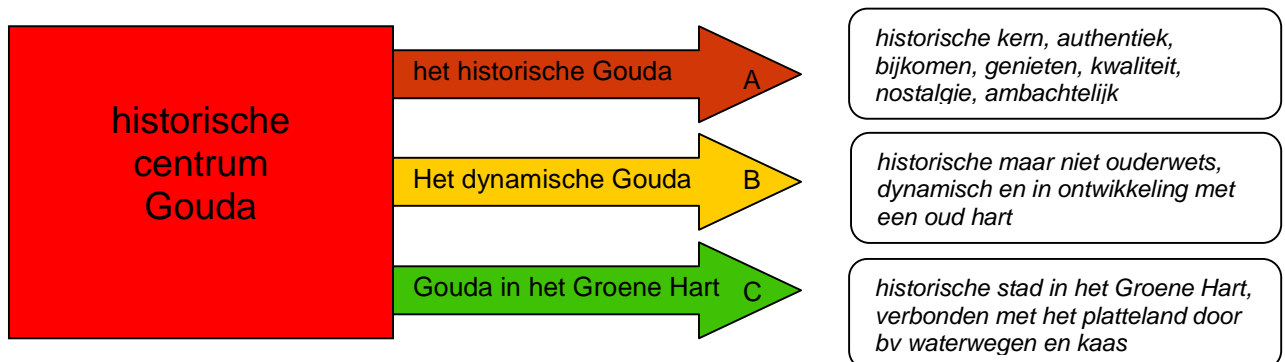 historische
centrum
Gouda
het historische Gouda A
historische kern, authentiek,
bijkomen, genieten, kwaliteit,
nostalgie, ambachtelijk
Het dynamische Gouda B
historische maar niet ouderwets,
dynamisch en in ontwikkeling met
een oud hart
Gouda in het Groene Hart C
historische stad in het Groene Hart,
verbonden met het platteland door
bv waterwegen en kaas